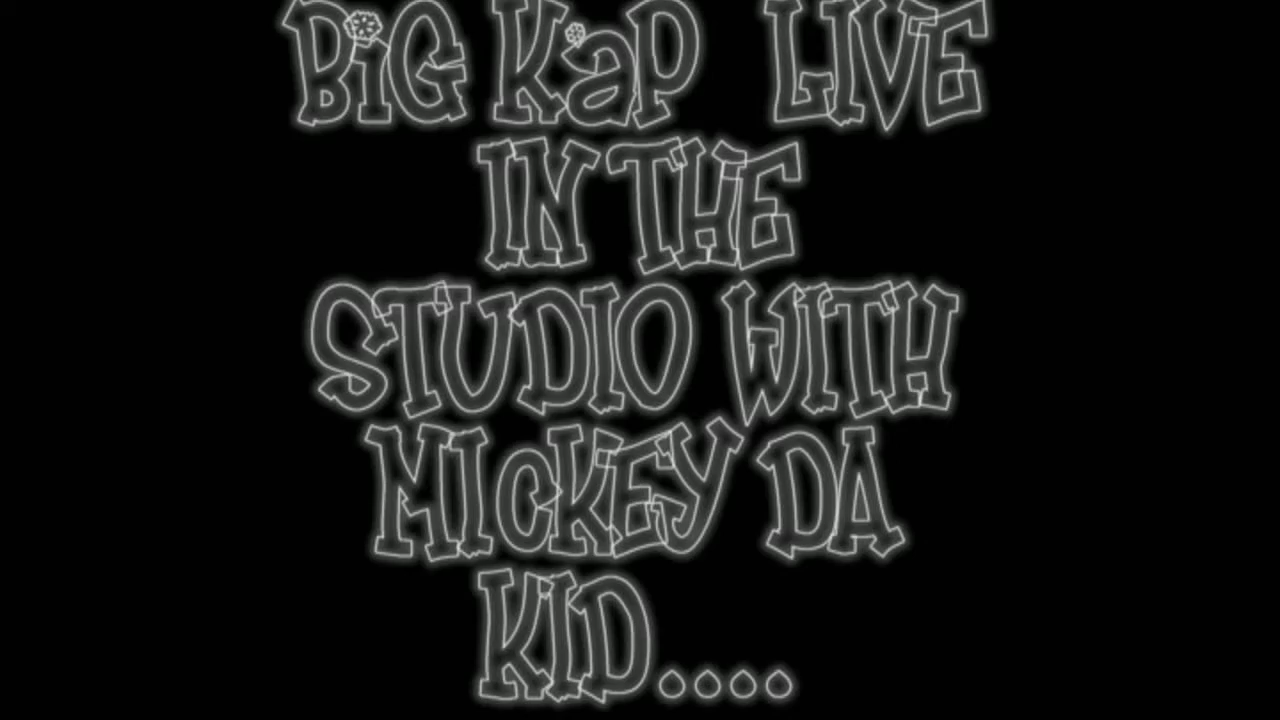 BiG KaP LIVE
IN THE
STUDIO WITH
MICKEY DA
KID....